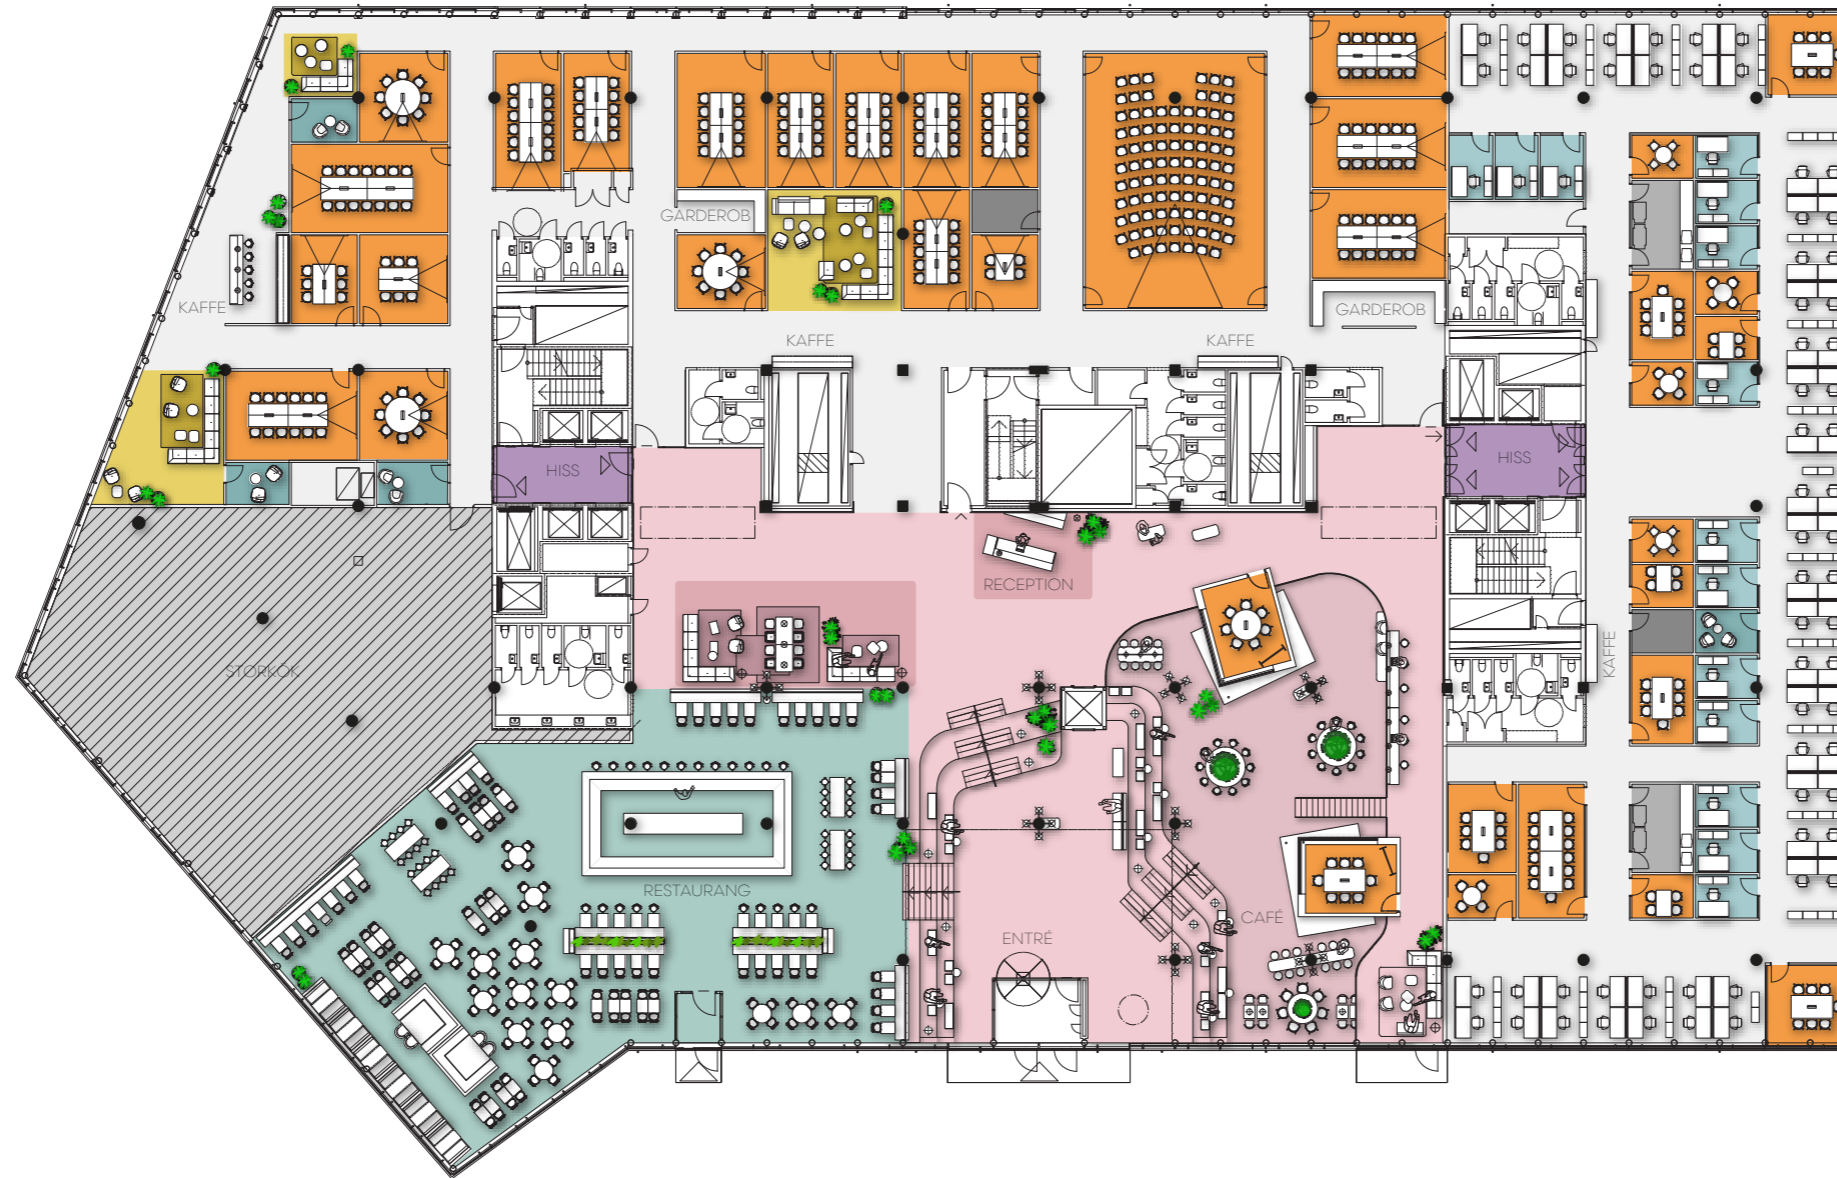 GARDEROB
KAFFE
GARDEROB
KAFFE
KAFFE
HISS
HISS
RECEPTION
KAFFE
STORKÖK
RESTAURANG
CAFÉ
ENTRÉ